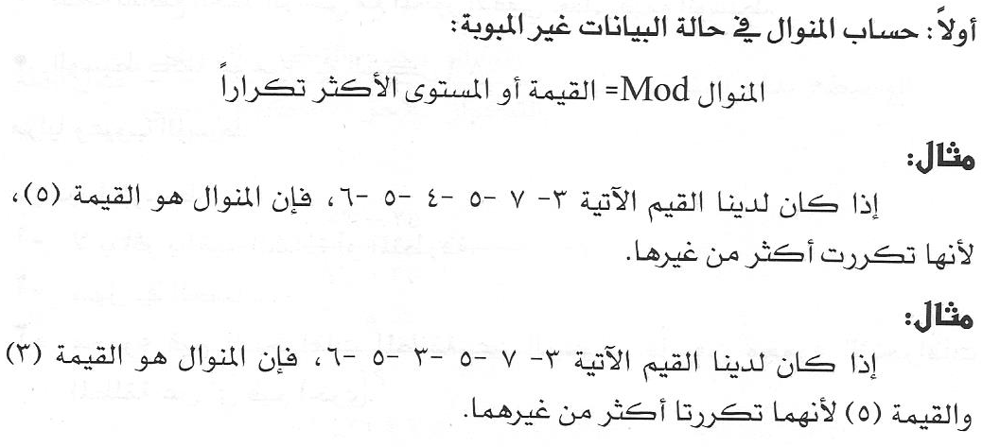 أولاً: حساب المنوال في حالة البيانات غير المبوبة:
المنوال Mod= القيمة أو المستوى الأكثر تكراراً
مثال:
إذا كان لدينا القيم الآتية ٣- ٧ -٥ -٤ -٥ -٦، فإن المنوال هو القيمة (٥)،
لأنها تكررت أكثر من غيرها.
مثال:
إذا كان لدينا القيم الآتية ٣- ٧ -٥ -٣ -٥ -٦، فإن المنوال هو القيمة (٣)
والقيمة (٥) لأنهما تكررتا أكثر من غيرهما.